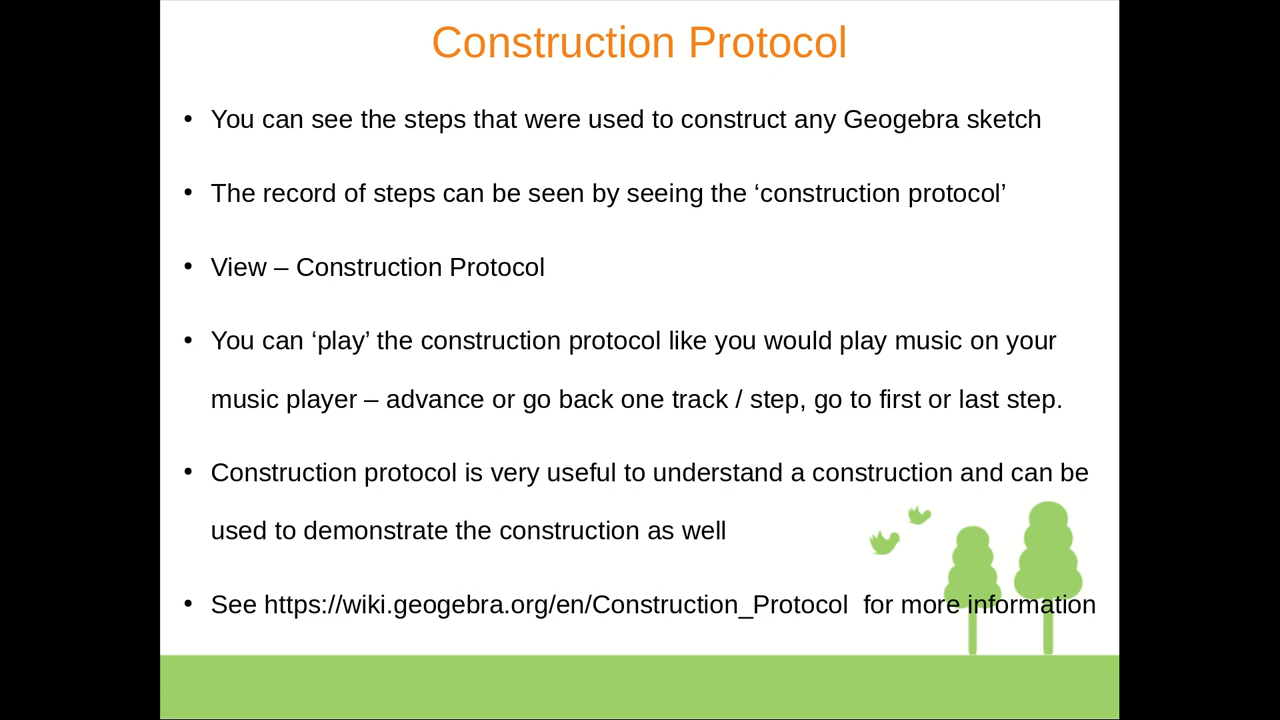 Construction Protocol
• You can see the steps that were used to construct any Geogebra sketch
• The record of steps can be seen by seeing the ‘construction protocol’
• View – Construction Protocol
• You can ‘play’ the construction protocol like you would play music on your
music player – advance or go back one track / step, go to first or last step.
• Construction protocol is very useful to understand a construction and can be
used to demonstrate the construction as well
• See https://wiki.geogebra.org/en/Construction_Protocol  for more information